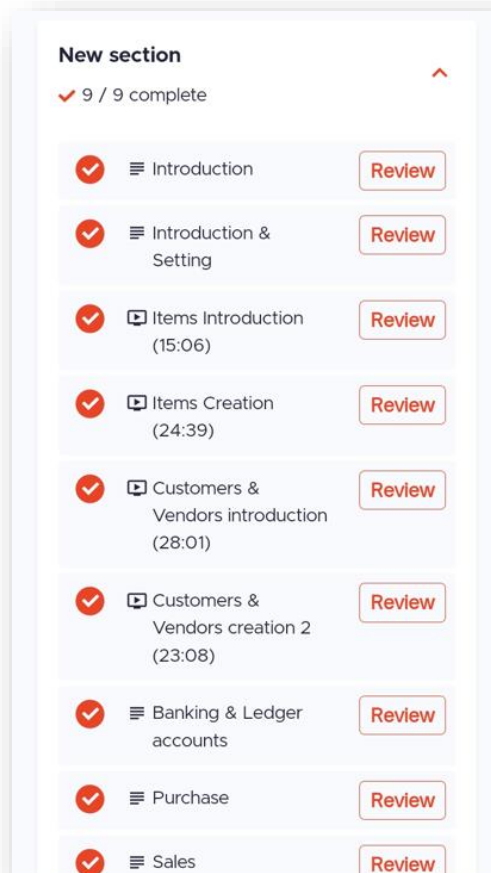 New section
9 / 9 complete
Introduction
Review
Introduction &
Setting
Review
Items Introduction
(15:06)
Review
Items Creation
(24:39)
Review
Customers &
Vendors introduction
(28:01)
Review
Customers &
Vendors creation 2
(23:08)
Review
Banking & Ledger
accounts
Review
Purchase
Review
Sales
Review